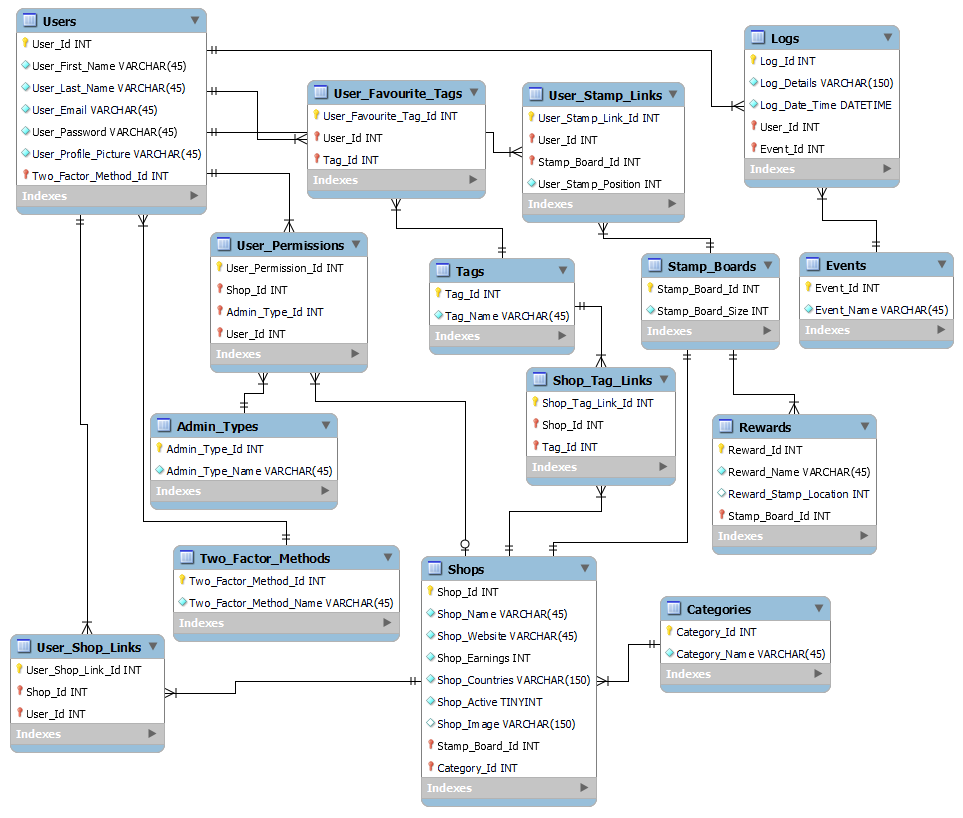 Users
User_Id INT
User_First_Name VARCHAR(45)
User_Last_Name VARCHAR(45)
User_Email VARCHAR(45)
User_Password VARCHAR(45)
User_Profile_Picture VARCHAR(45)
Two_Factor_Method_Id INT
Indexes
User_Favourite_Tags
User_Favourite_Tag_Id INT
User_Id INT
Tag_Id INT
Indexes
User_Stamp_Links
User_Stamp_Link_Id INT
User_Id INT
Stamp_Board_Id INT
User_Stamp_Position INT
Indexes
Logs
Log_Id INT
Log_Details VARCHAR(150)
Log_Date_Time DATETIME
User_Id INT
Event_Id INT
Indexes
User_Permissions
User_Permission_Id INT
Shop_Id INT
Admin_Type_Id INT
User_Id INT
Indexes
Tags
Tag_Id INT
Tag_Name VARCHAR(45)
Indexes
Stamp_Boards
Stamp_Board_Id INT
Stamp_Board_Size INT
Indexes
Events
Event_Id INT
Event_Name VARCHAR(45)
Indexes
Admin_Types
Admin_Type_Id INT
Admin_Type_Name VARCHAR(45)
Indexes
Shop_Tag_Links
Shop_Tag_Link_Id INT
Shop_Id INT
Tag_Id INT
Indexes
Rewards
Reward_Id INT
Reward_Name VARCHAR(45)
Reward_Stamp_Location INT
Stamp_Board_Id INT
Indexes
Two_Factor_Methods
Two_Factor_Method_Id INT
Two_Factor_Method_Name VARCHAR(45)
Indexes
Shops
Shop_Id INT
Shop_Name VARCHAR(45)
Shop_Website VARCHAR(45)
Shop_Earnings INT
Shop_Countries VARCHAR(150)
Shop_Active TINYINT
Shop_Image VARCHAR(150)
Stamp_Board_Id INT
Category_Id INT
Indexes
Categories
Category_Id INT
Category_Name VARCHAR(45)
Indexes
User_Shop_Links
User_Shop_Link_Id INT
Shop_Id INT
User_Id INT
Indexes